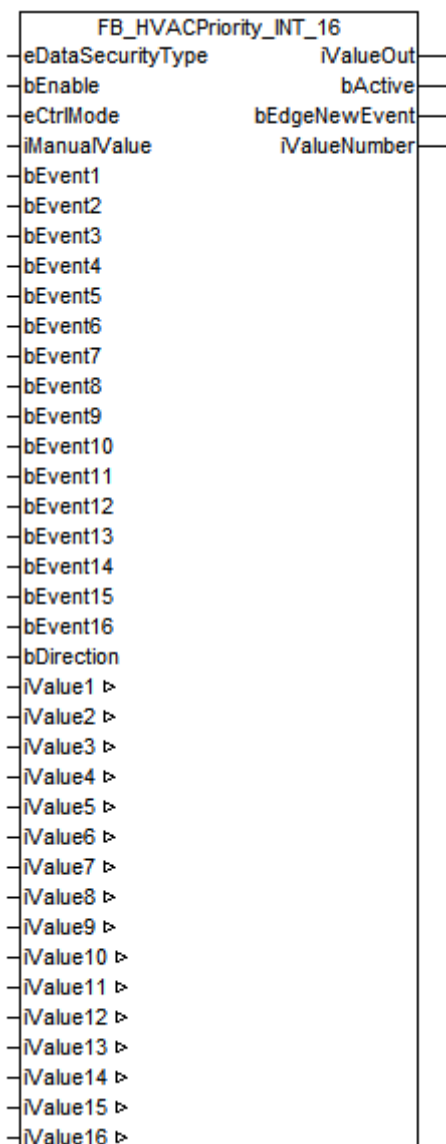 FB_HVACPriority_INT_16
eDataSecurityType iValueOut
bEnable bActive
eCtrlMode bEdgeNewEvent
iManualValue iValueNumber
bEvent1
bEvent2
bEvent3
bEvent4
bEvent5
bEvent6
bEvent7
bEvent8
bEvent9
bEvent10
bEvent11
bEvent12
bEvent13
bEvent14
bEvent15
bEvent16
bDirection
iValue1 ▷
iValue2 ▷
iValue3 ▷
iValue4 ▷
iValue5 ▷
iValue6 ▷
iValue7 ▷
iValue8 ▷
iValue9 ▷
iValue10 ▷
iValue11 ▷
iValue12 ▷
iValue13 ▷
iValue14 ▷
iValue15 ▷
iValue16 ▷